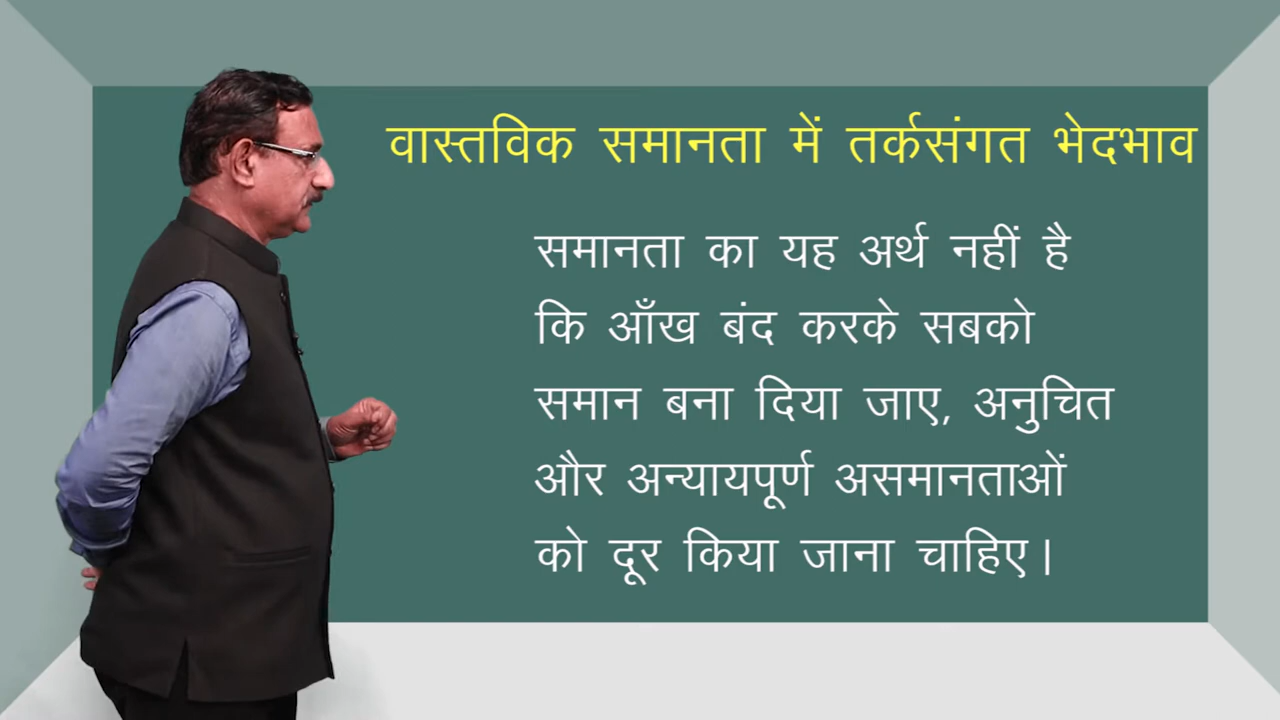 वास्तविक समानता में तर्कसंगत भेदभाव
समानता का यह अर्थ नहीं है
कि आँख बंद करके सबको
समान बना दिया जाए, अनुचित
और अन्यायपूर्ण असमानताओं
को दूर किया जाना चाहिए।